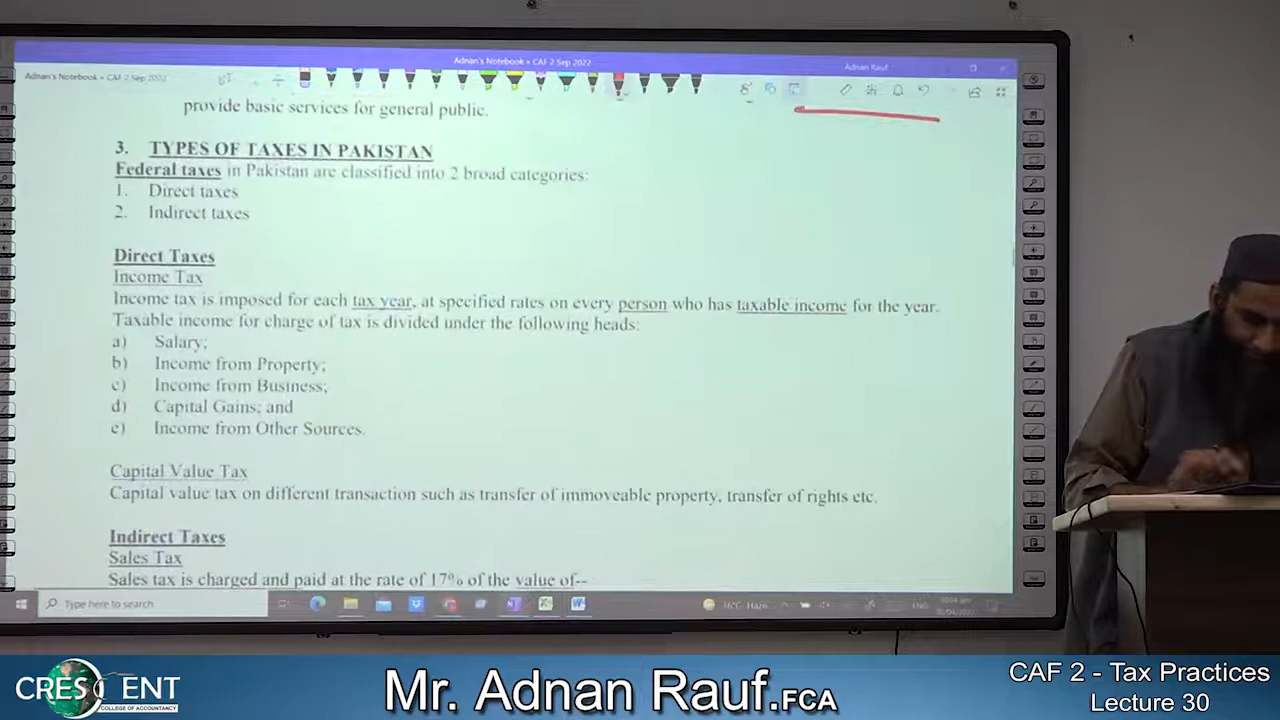 Adnan's Notebook » CAF 2 Sep 2022
Adnan's Notebook » CAF 2 Sep 2022
Adnan Rauf
provide basic services for general public.
3. TYPES OF TAXES IN PAKISTAN
Federal taxes in Pakistan are classified into 2 broad categories:
1. Direct taxes
2. Indirect taxes
Direct Taxes
Income Tax
Income tax is imposed for each tax year, at specified rates on every person who has taxable income for the year.
Taxable income for charge of tax is divided under the following heads:
a) Salary;
b) Income from Property;
c) Income from Business;
d) Capital Gains; and
e) Income from Other Sources.
Capital Value Tax
Capital value tax on different transaction such as transfer of immoveable property, transfer of rights etc.
Indirect Taxes
Sales Tax
Sales tax is charged and paid at the rate of 17% of the value of--
Type here to search
16°C Haze
CRESCENT
COLLEGE OF ACCOUNTANCY
Mr. Adnan Rauf.FCA
CAF 2 - Tax Practices
Lecture 30